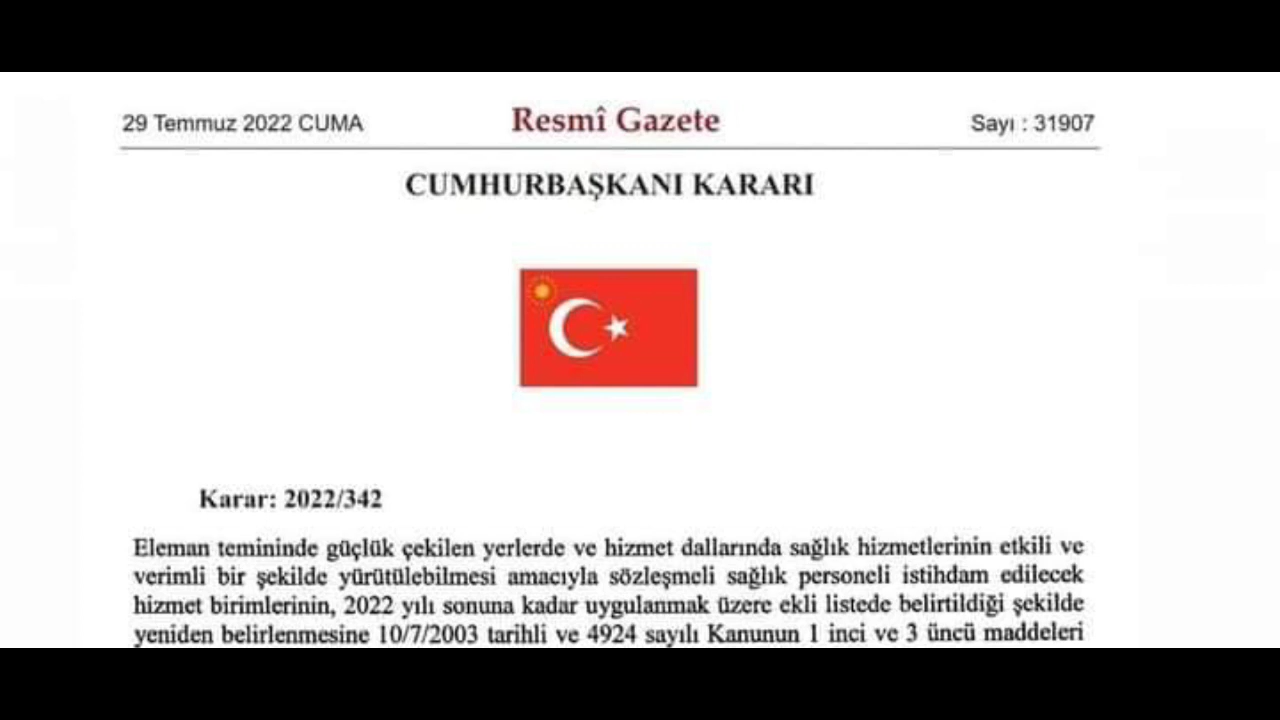 29 Temmuz 2022 CUMA Resmî Gazete Sayı : 31907
CUMHURBAŞKANI KARARI
Karar: 2022/342
Eleman temininde güçlük çekilen yerlerde ve hizmet dallarında sağlık hizmetlerinin etkili ve
verimli bir şekilde yürütülebilmesi amacıyla sözleşmeli sağlık personeli istihdam edilecek
hizmet birimlerinin, 2022 yılı sonuna kadar uygulanmak üzere ekli listede belirtildiği şekilde
yeniden belirlenmesine 10/7/2003 tarihli ve 4924 sayılı Kanunun 1 inci ve 3 üncü maddeleri